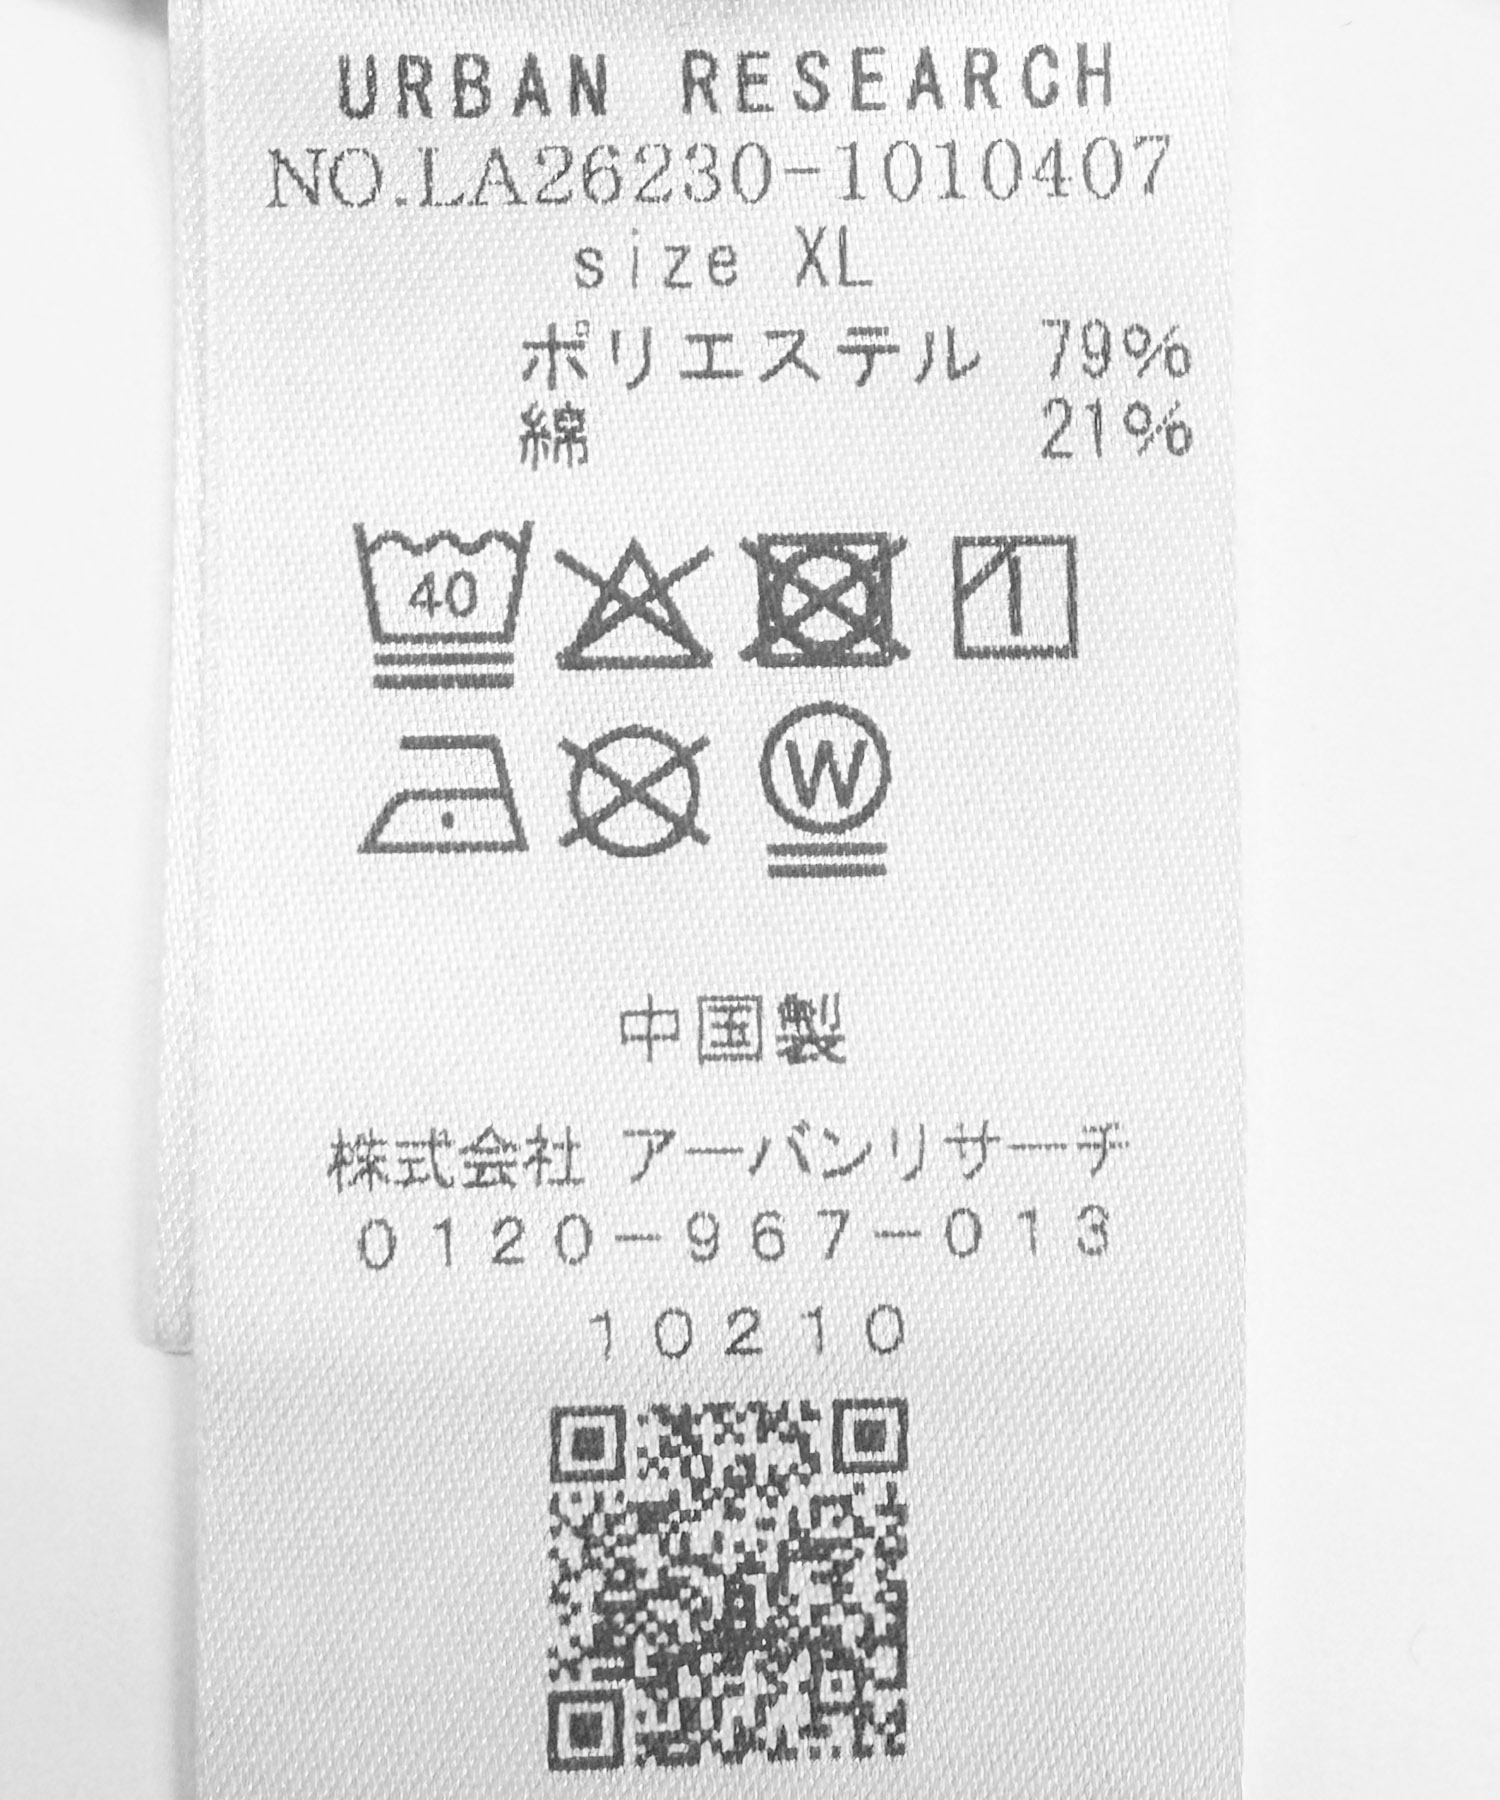 URBAN RESEARCH
NO.LA26230-1010407
size XL
ポリエステル 79%
綿 21%
40
W
中国製
株式会社 アーバンリサーチ
0120-967-013
10210